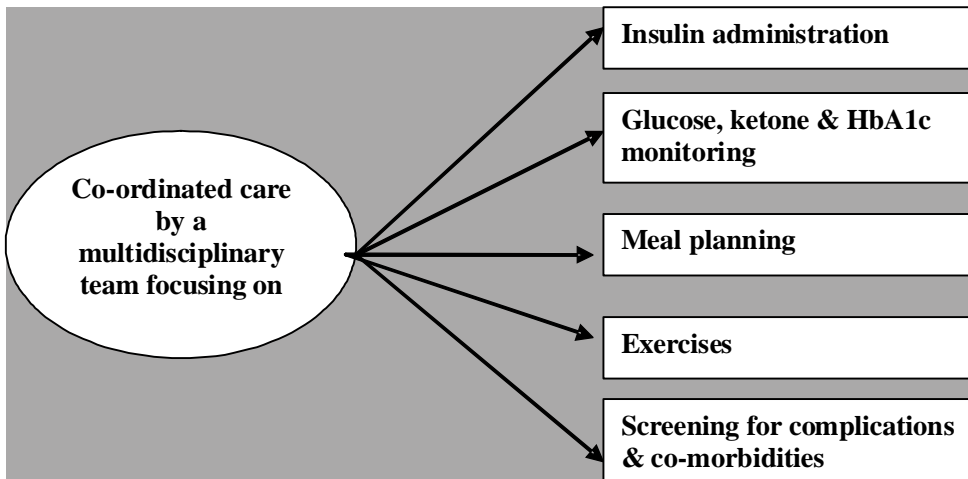 Co-ordinated care
by a
multidisciplinary
team focusing on
Insulin administration
Glucose, ketone & HbA1c
monitoring
Meal planning
Exercises
Screening for complications
& co-morbidities